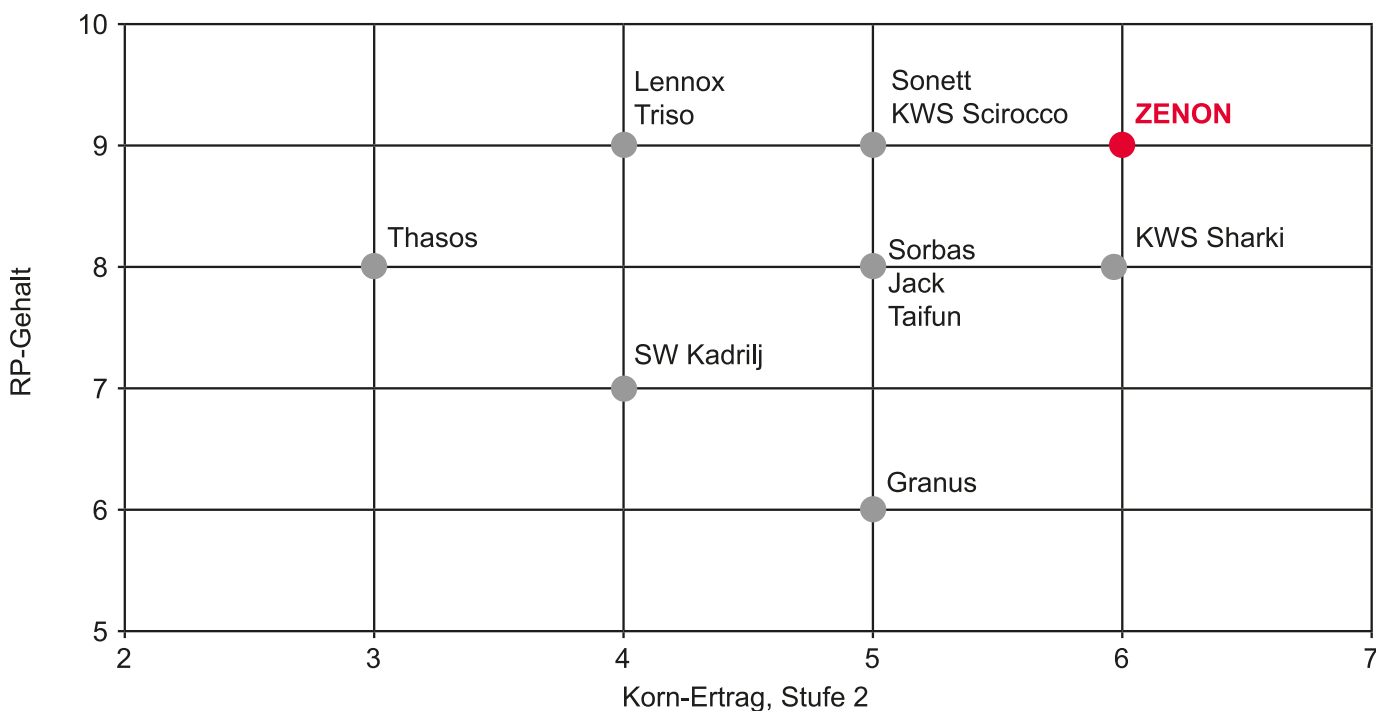 10
Lennox
Triso
Sonett
KWS Scirocco
ZENON
9
Thasos
Sorbas
Jack
Taifun
KWS Sharki
8
SW Kadrilj
7
Granus
6
5
RP-Gehalt
2 3 4 5 6 7
Korn-Ertrag, Stufe 2